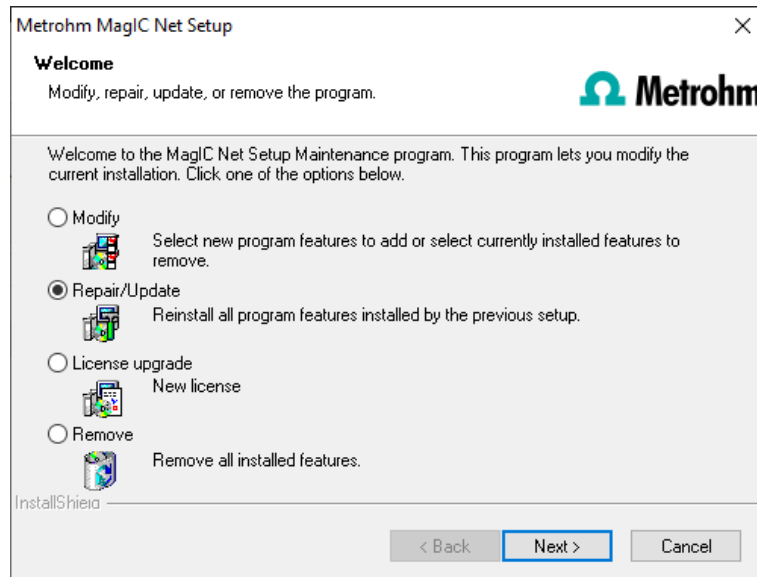 Metrohm MagIC Net Setup
Welcome
Modify, repair, update, or remove the program.
Metrohm
Welcome to the MagIC Net Setup Maintenance program. This program lets you modify the
current installation. Click one of the options below.
Modify
Select new program features to add or select currently installed features to
remove.
Repair/Update
Reinstall all program features installed by the previous setup.
License upgrade
New license
Remove
Remove all installed features.
InstallShield
< Back
Next >
Cancel